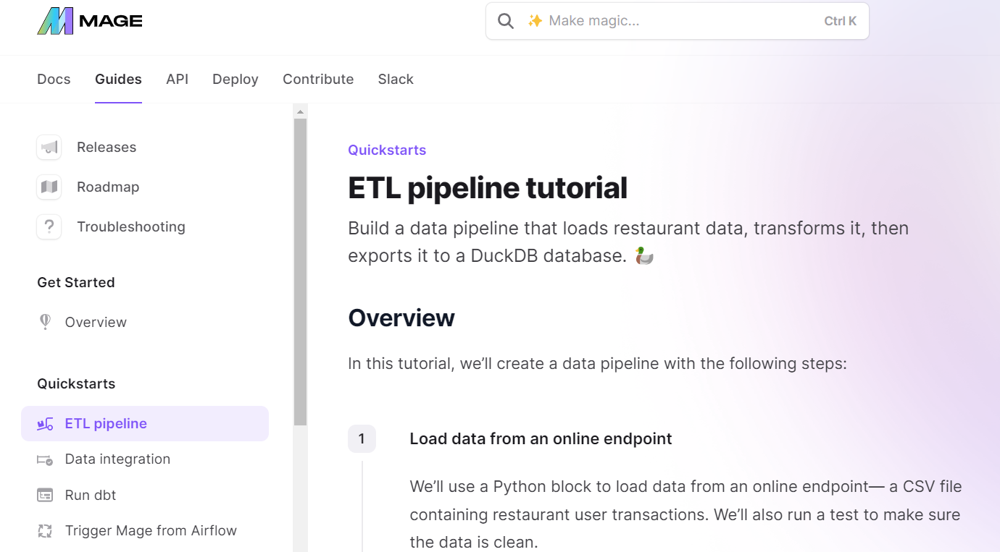 MAGE
✨ Make magic...
Ctrl K
Docs
Guides
API
Deploy
Contribute
Slack
Releases
Roadmap
? Troubleshooting
Get Started
Overview
Quickstarts
ETL pipeline
Data integration
Run dbt
Trigger Mage from Airflow
Quickstarts
ETL pipeline tutorial
Build a data pipeline that loads restaurant data, transforms it, then
exports it to a DuckDB database. 🦆
Overview
In this tutorial, we’ll create a data pipeline with the following steps:
1
Load data from an online endpoint
We’ll use a Python block to load data from an online endpoint— a CSV file
containing restaurant user transactions. We’ll also run a test to make sure
the data is clean.